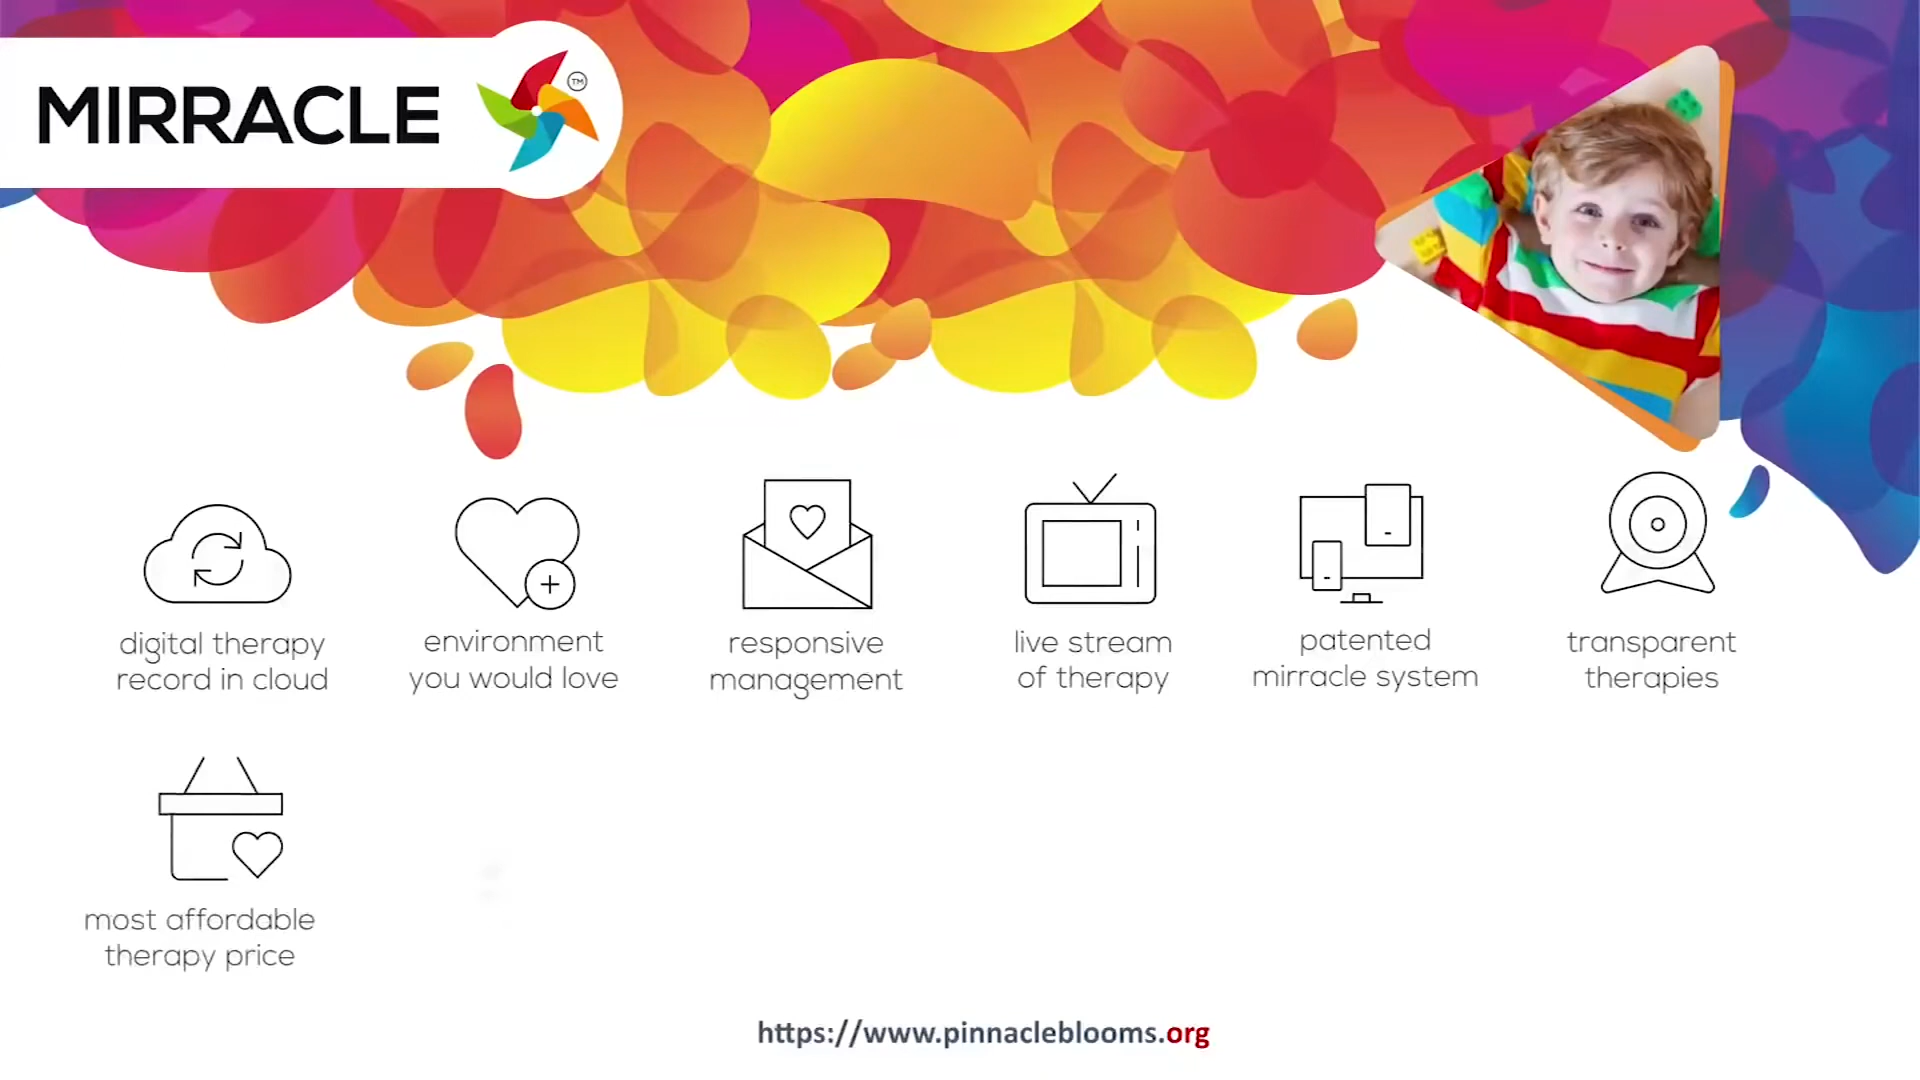 MIRRACLE
TM
digital therapy
record in cloud
environment
you would love
responsive
management
live stream
of therapy
patented
mirracle system
transparent
therapies
most affordable
therapy price
https://www.pinnacleblooms.org